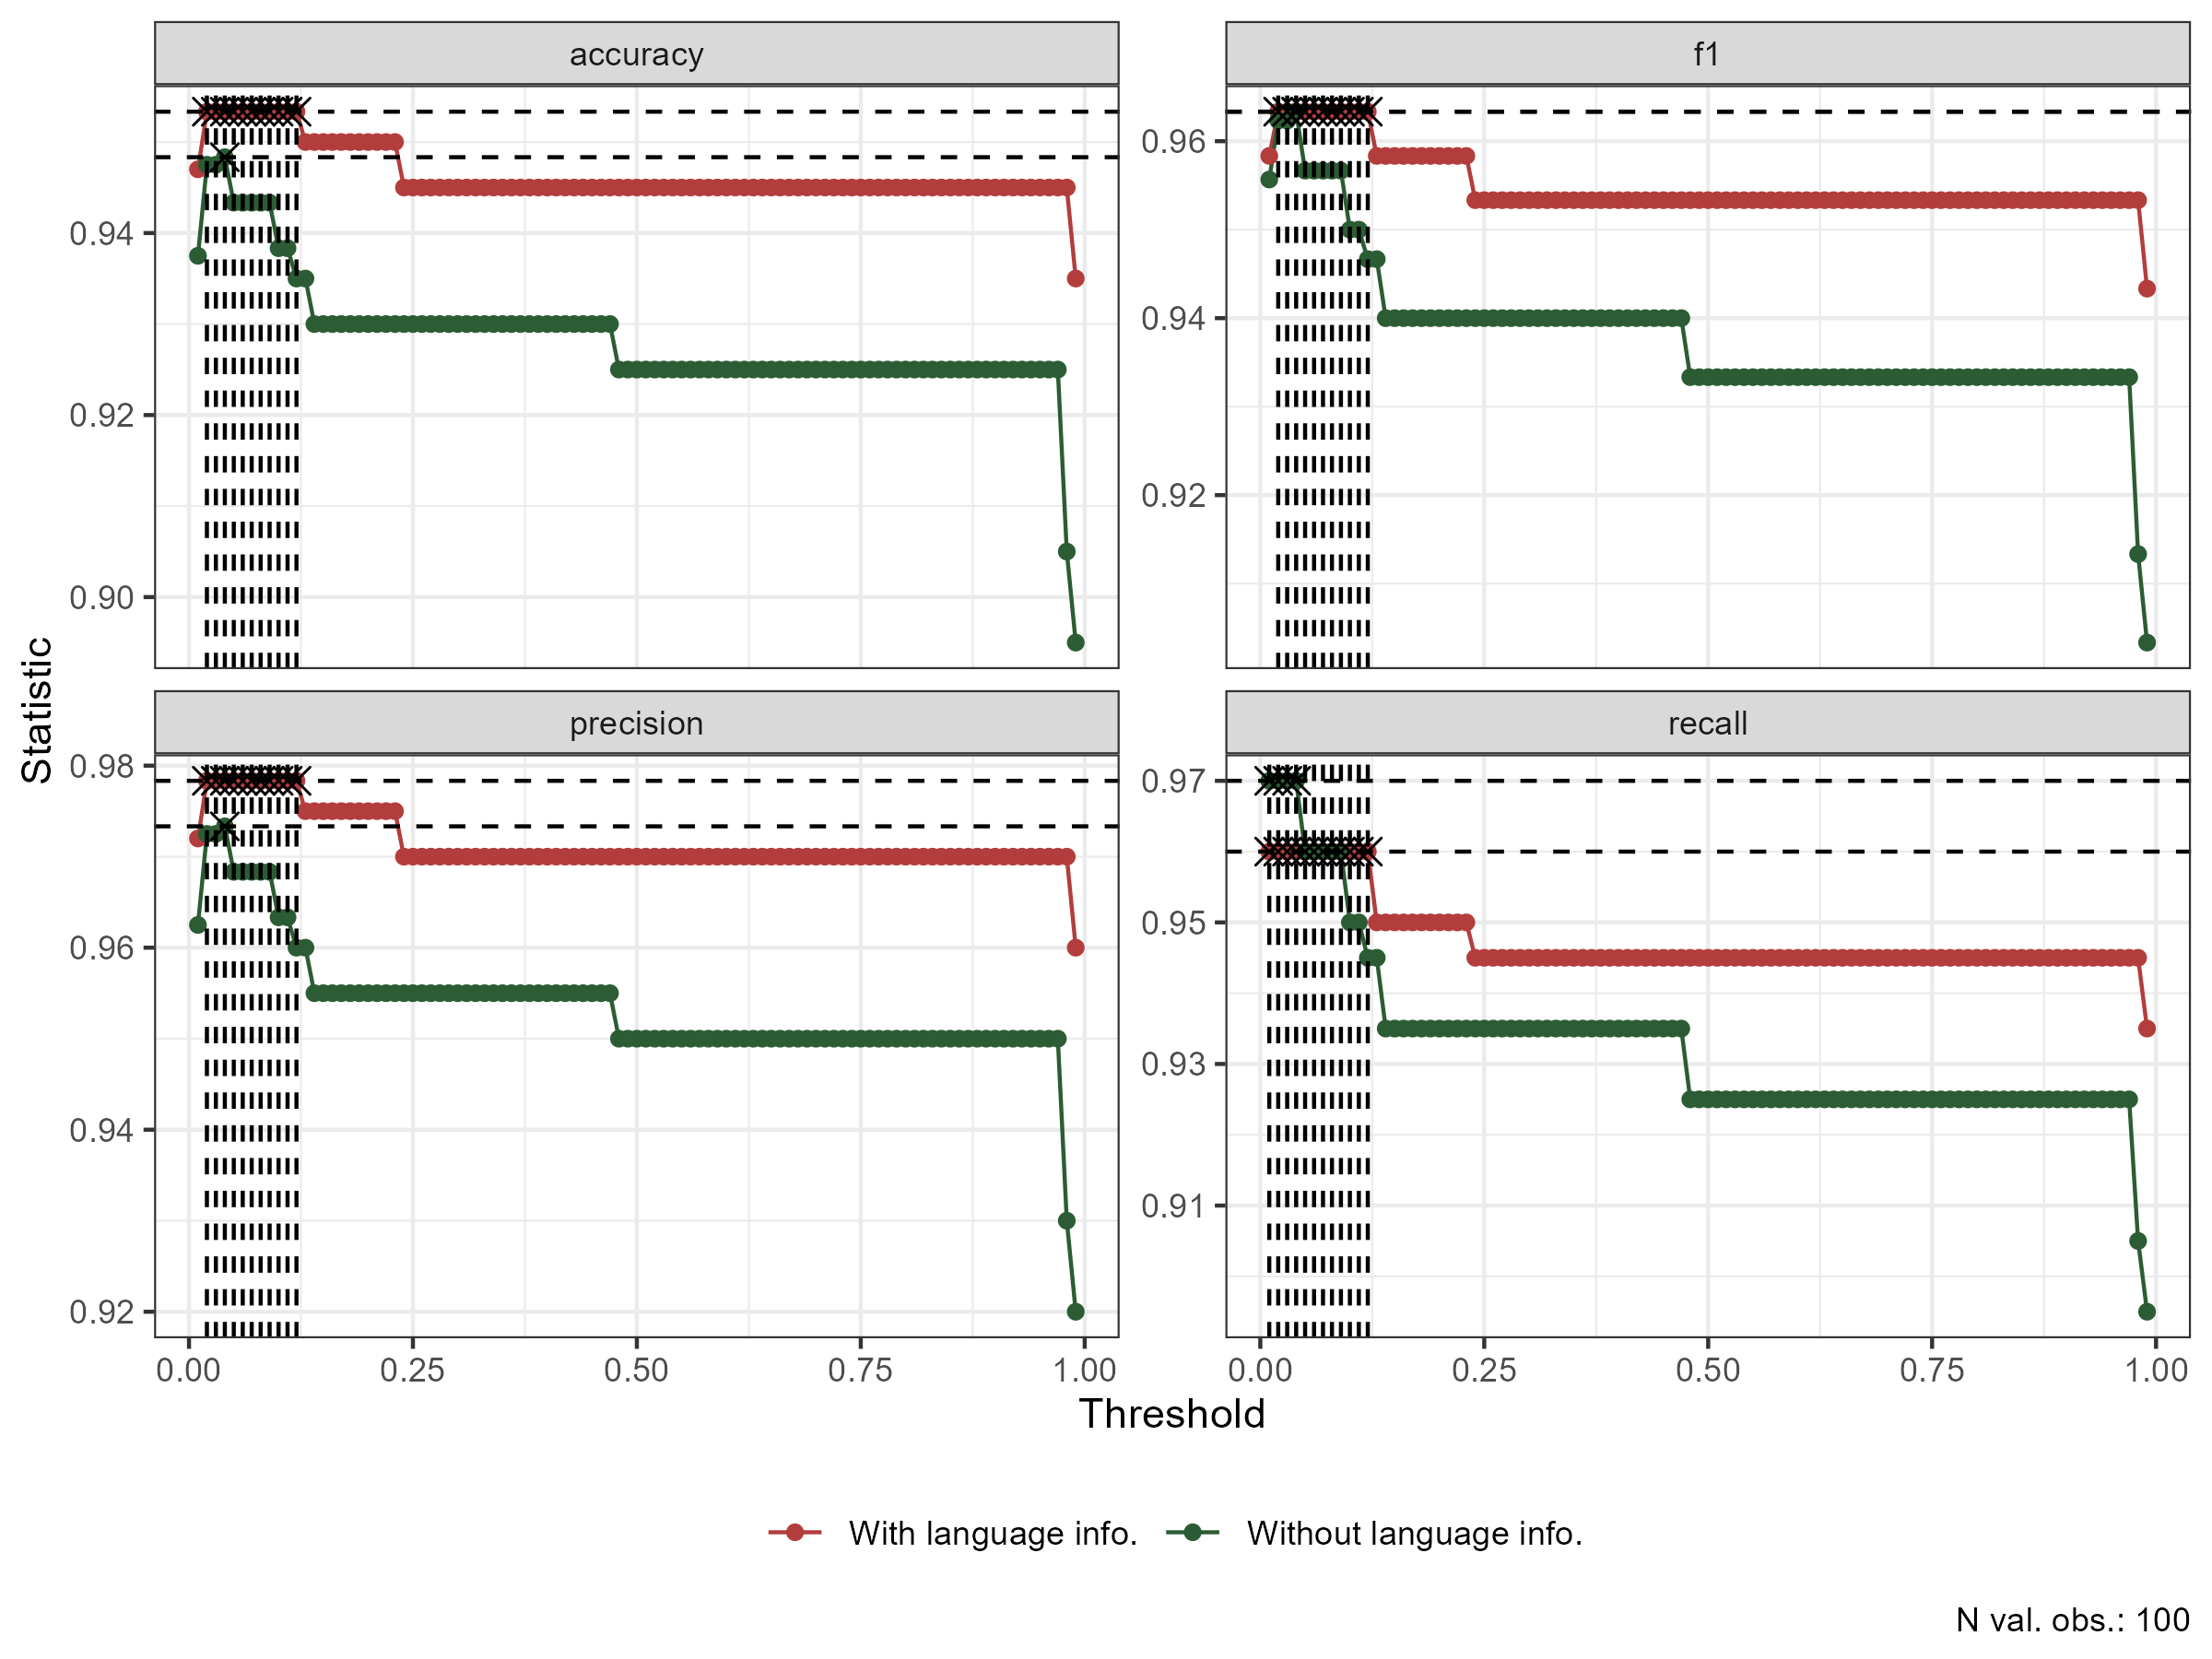 accuracy
f1
0.94
0.92
0.90
0.96
0.94
0.92
Statistic
precision
recall
0.98
0.96
0.94
0.92
0.97
0.95
0.93
0.91
0.00 0.25 0.50 0.75 1.00
0.00 0.25 0.50 0.75 1.00
Threshold
With language info. Without language info.
N val. obs.: 100